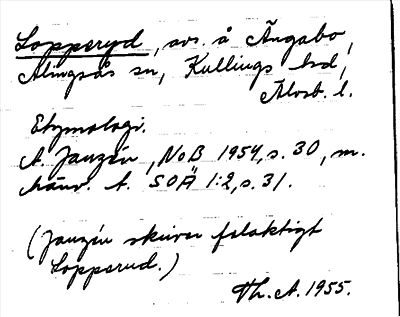 Lopperyd, avs. å Ängabo,
Alingsås sn, Kullings hd,
Älvsb. l.
Etymologi.
A. Janzén, NoB 1954, s. 30, m.
hänv. t. SOÄ 1:2, s. 31.
(Janzén skriver felaktigt
Lopperud.)
Th. A. 1955.